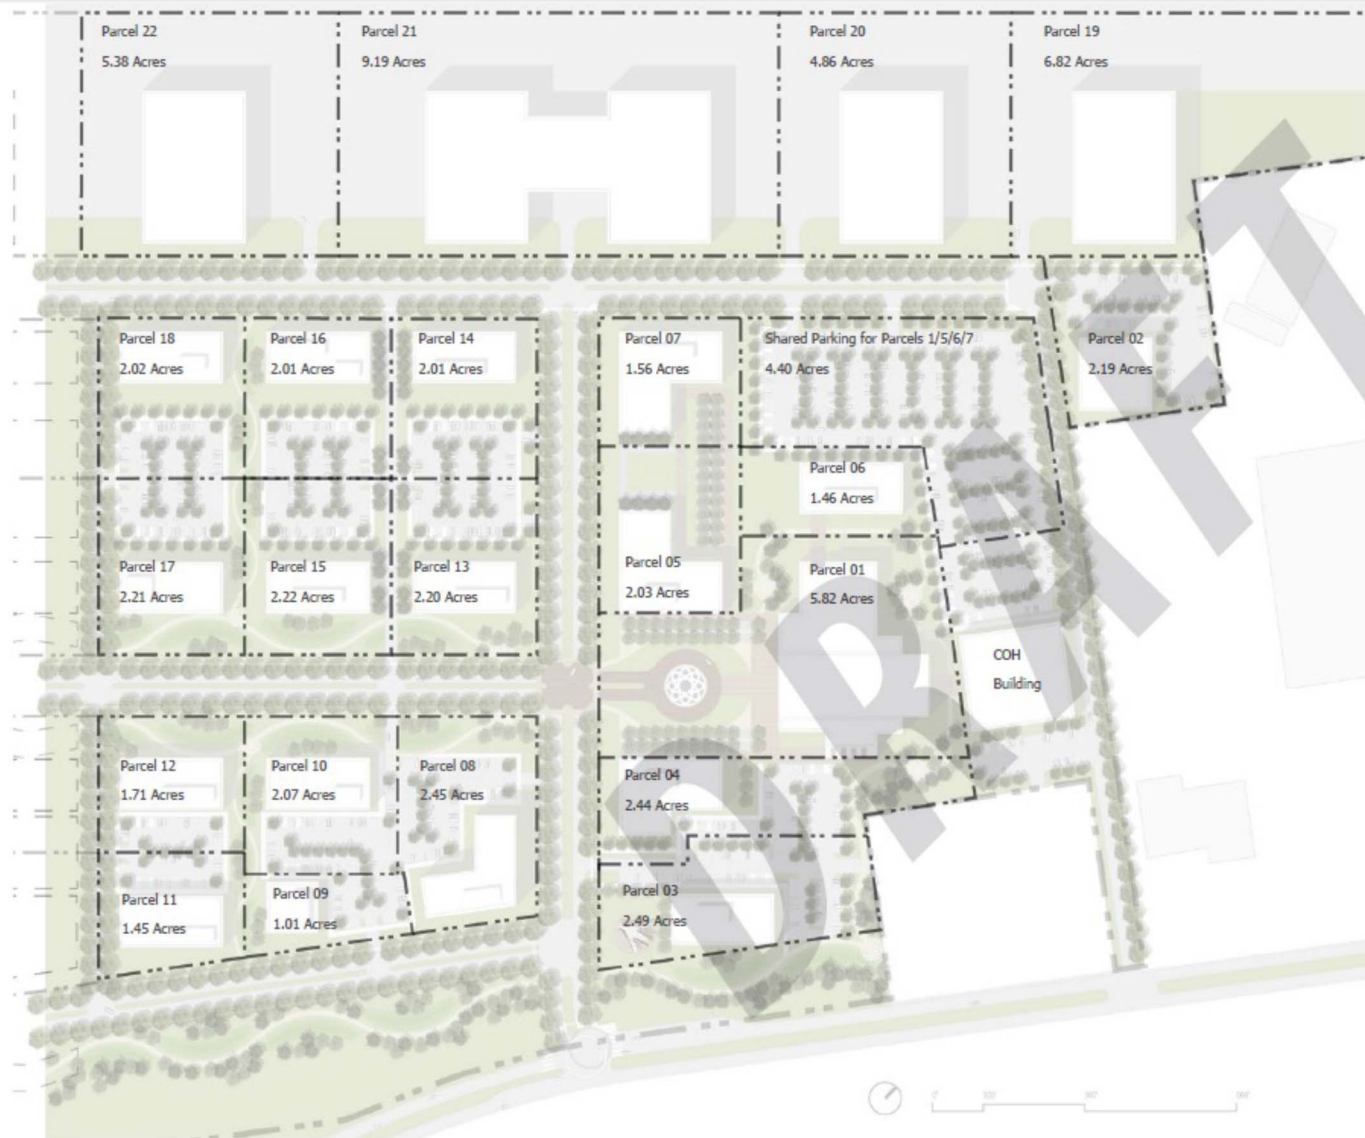 Parcel 22
5.38 Acres
Parcel 21
9.19 Acres
Parcel 20
4.86 Acres
Parcel 19
6.82 Acres
Parcel 18
2.02 Acres
Parcel 16
2.01 Acres
Parcel 14
2.01 Acres
Parcel 07
1.56 Acres
Shared Parking for Parcels 1/5/6/7
4.40 Acres
Parcel 02
2.19 Acres
Parcel 06
1.46 Acres
Parcel 17
2.21 Acres
Parcel 15
2.22 Acres
Parcel 13
2.20 Acres
Parcel 05
2.03 Acres
Parcel 01
5.82 Acres
COH
Building
Parcel 12
1.71 Acres
Parcel 10
2.07 Acres
Parcel 08
2.45 Acres
Parcel 04
2.44 Acres
Parcel 11
1.45 Acres
Parcel 09
1.01 Acres
Parcel 03
2.49 Acres
DRAFT